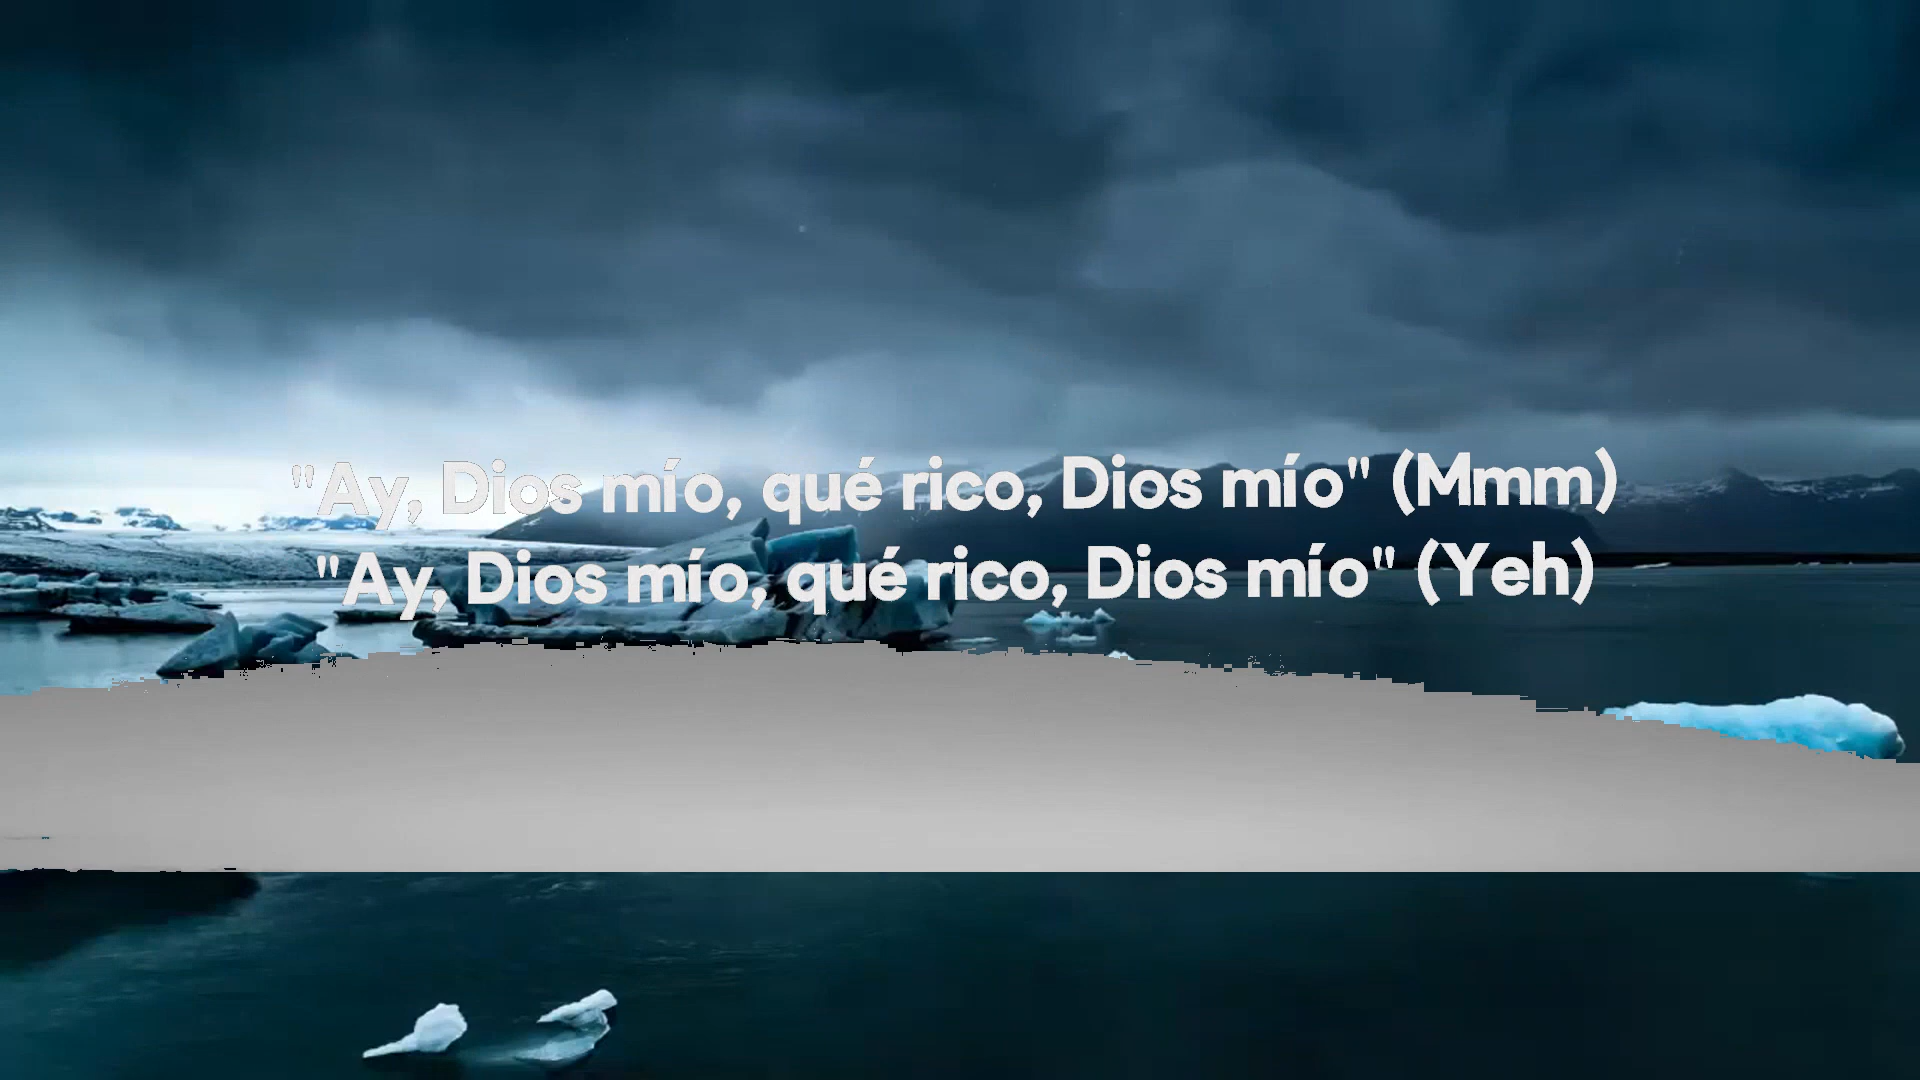 "Ay, Dios mío, qué rico, Dios mío" (Mmm)
"Ay, Dios mío, qué rico, Dios mío" (Yeh)